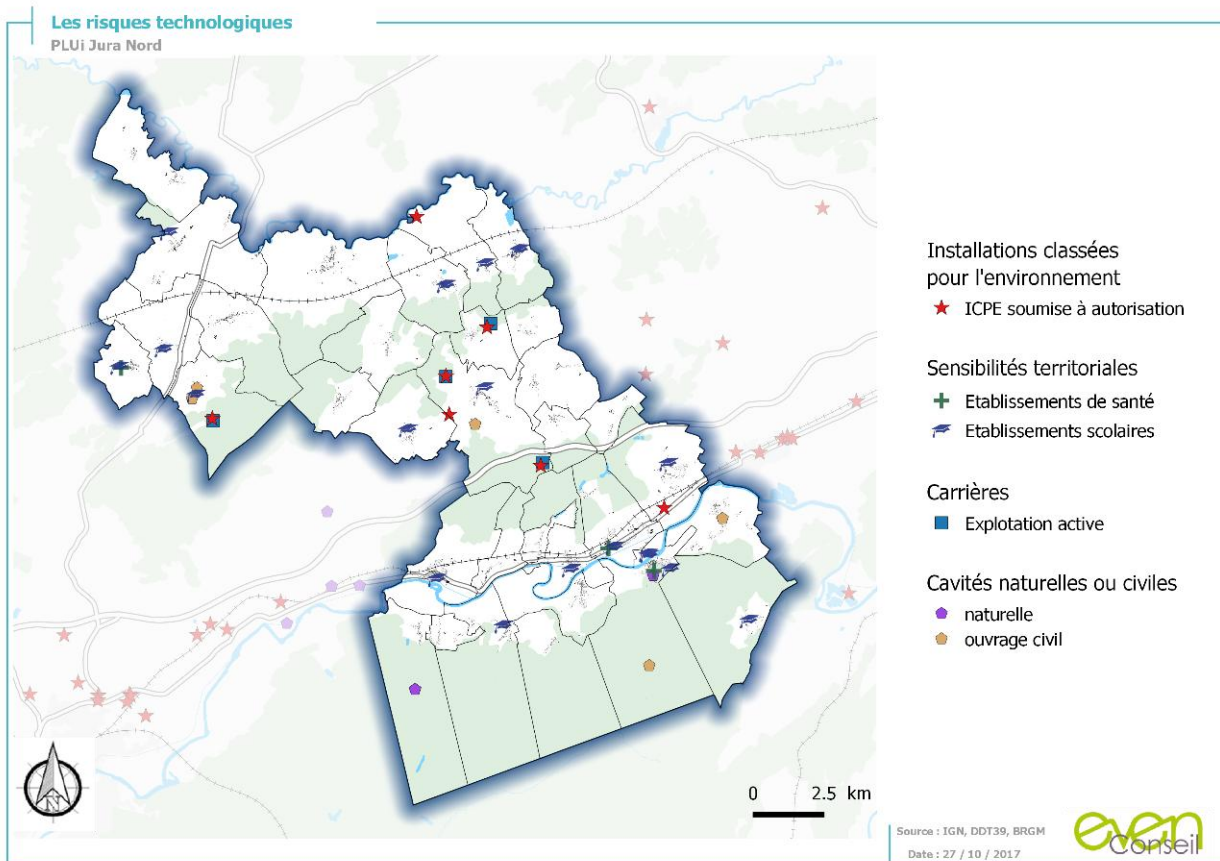 Les risques technologiques
PLUi Jura Nord
Installations classées
pour l'environnement
ICPE soumise à autorisation
Sensibilités territoriales
Etablissements de santé
Etablissements scolaires
Carrières
Explotation active
Cavités naturelles ou civiles
naturelle
ouvrage civil
N
0 2.5 km
Source : IGN, DDT39, BRGM
Date : 27 / 10 / 2017
even
Conseil